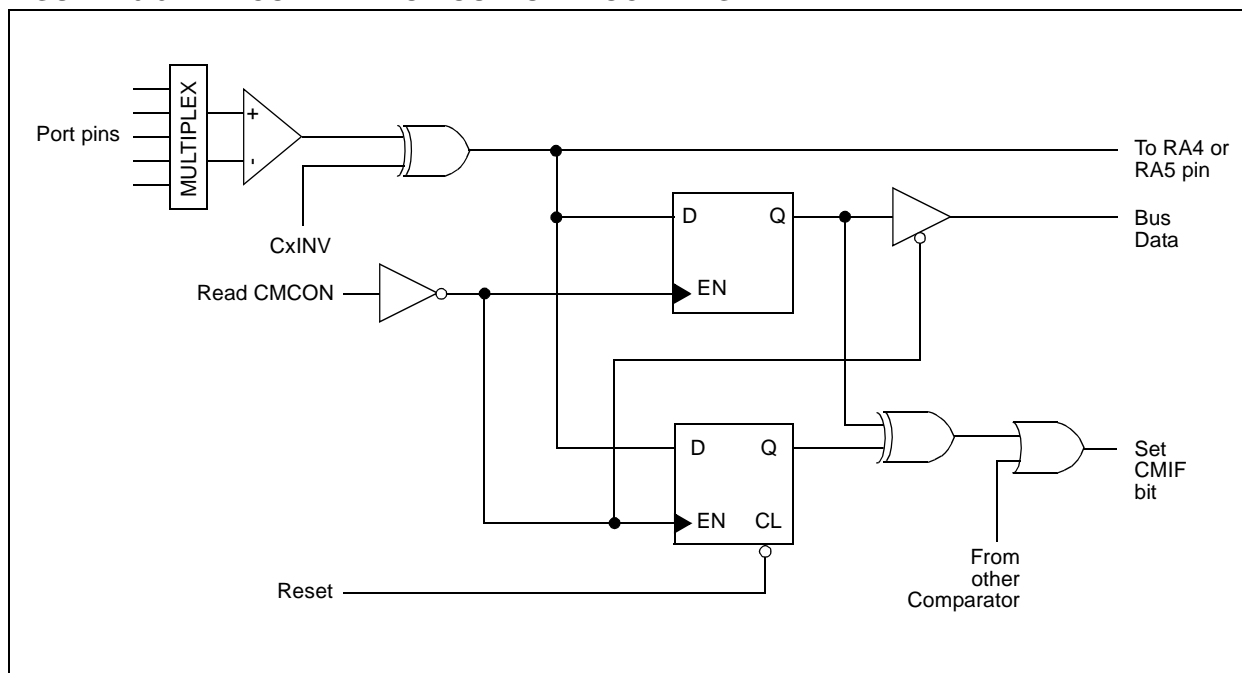 MULTIPLEX
+
-
Port pins
To RA4 or
RA5 pin
CxINV
D
Q
EN
Bus
Data
Read CMCON
D
Q
EN
CL
Set
CMIF
bit
From
other
Comparator
Reset